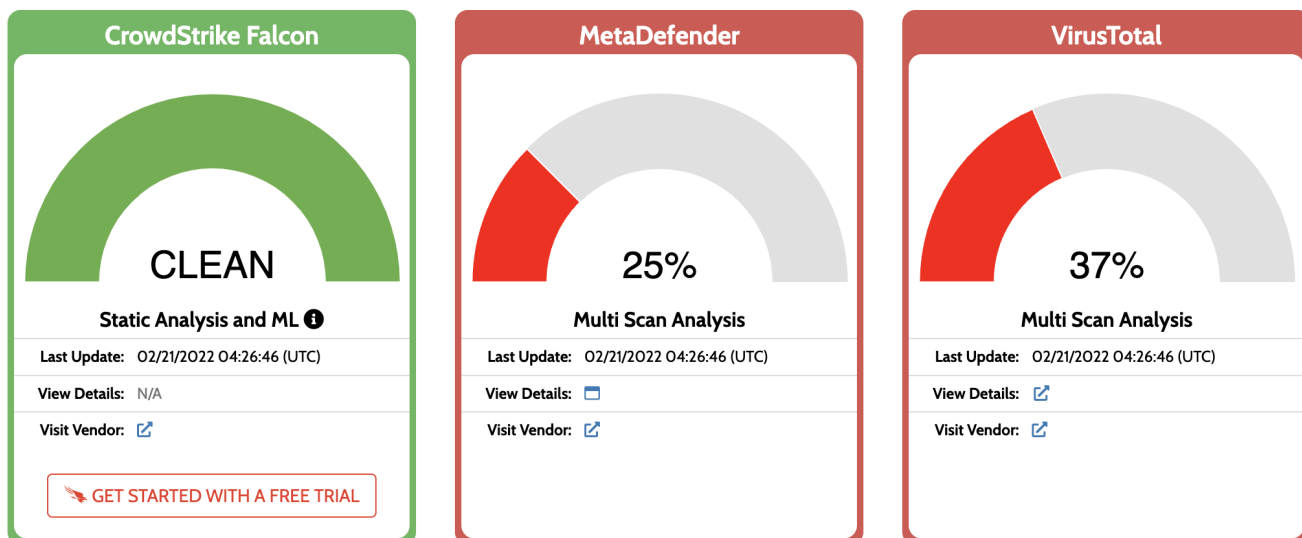 CrowdStrike Falcon
CLEAN
Static Analysis and ML
Last Update: 02/21/2022 04:26:46 (UTC)
View Details: N/A
Visit Vendor:
GET STARTED WITH A FREE TRIAL
MetaDefender
25%
Multi Scan Analysis
Last Update: 02/21/2022 04:26:46 (UTC)
View Details:
Visit Vendor:
VirusTotal
37%
Multi Scan Analysis
Last Update: 02/21/2022 04:26:46 (UTC)
View Details:
Visit Vendor: